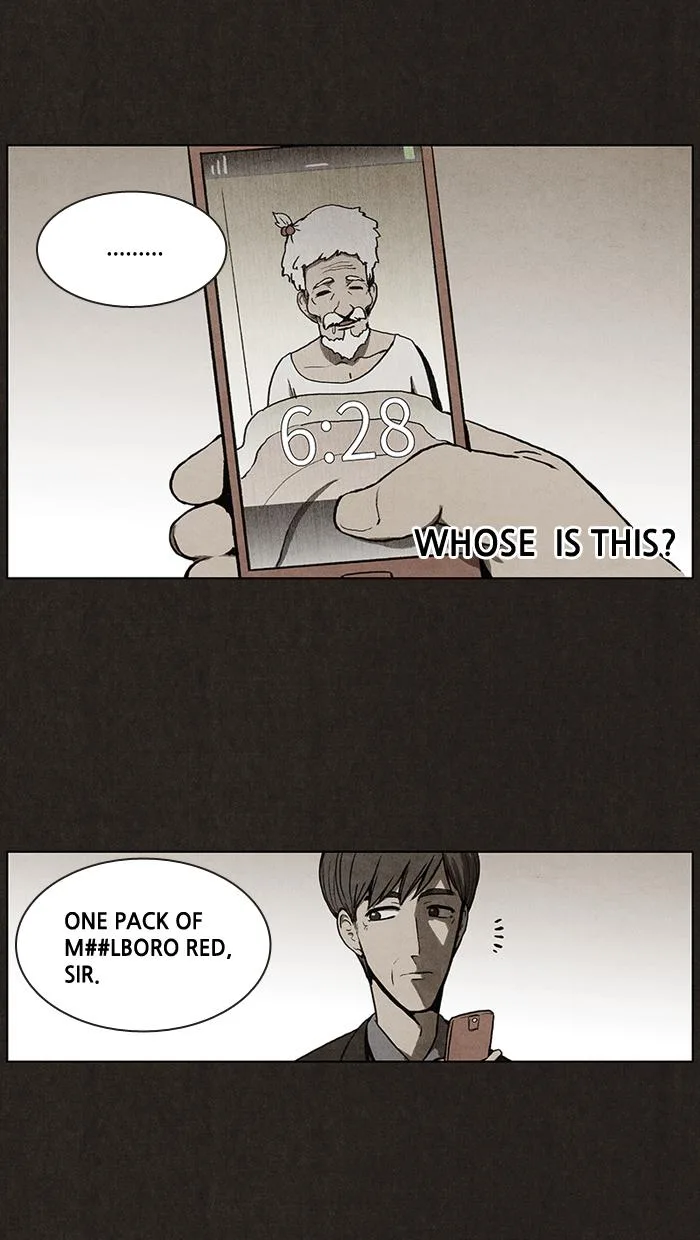 .........
6:28
WHOSE IS THIS?
ONE PACK OF
M##LBORO RED,
SIR.